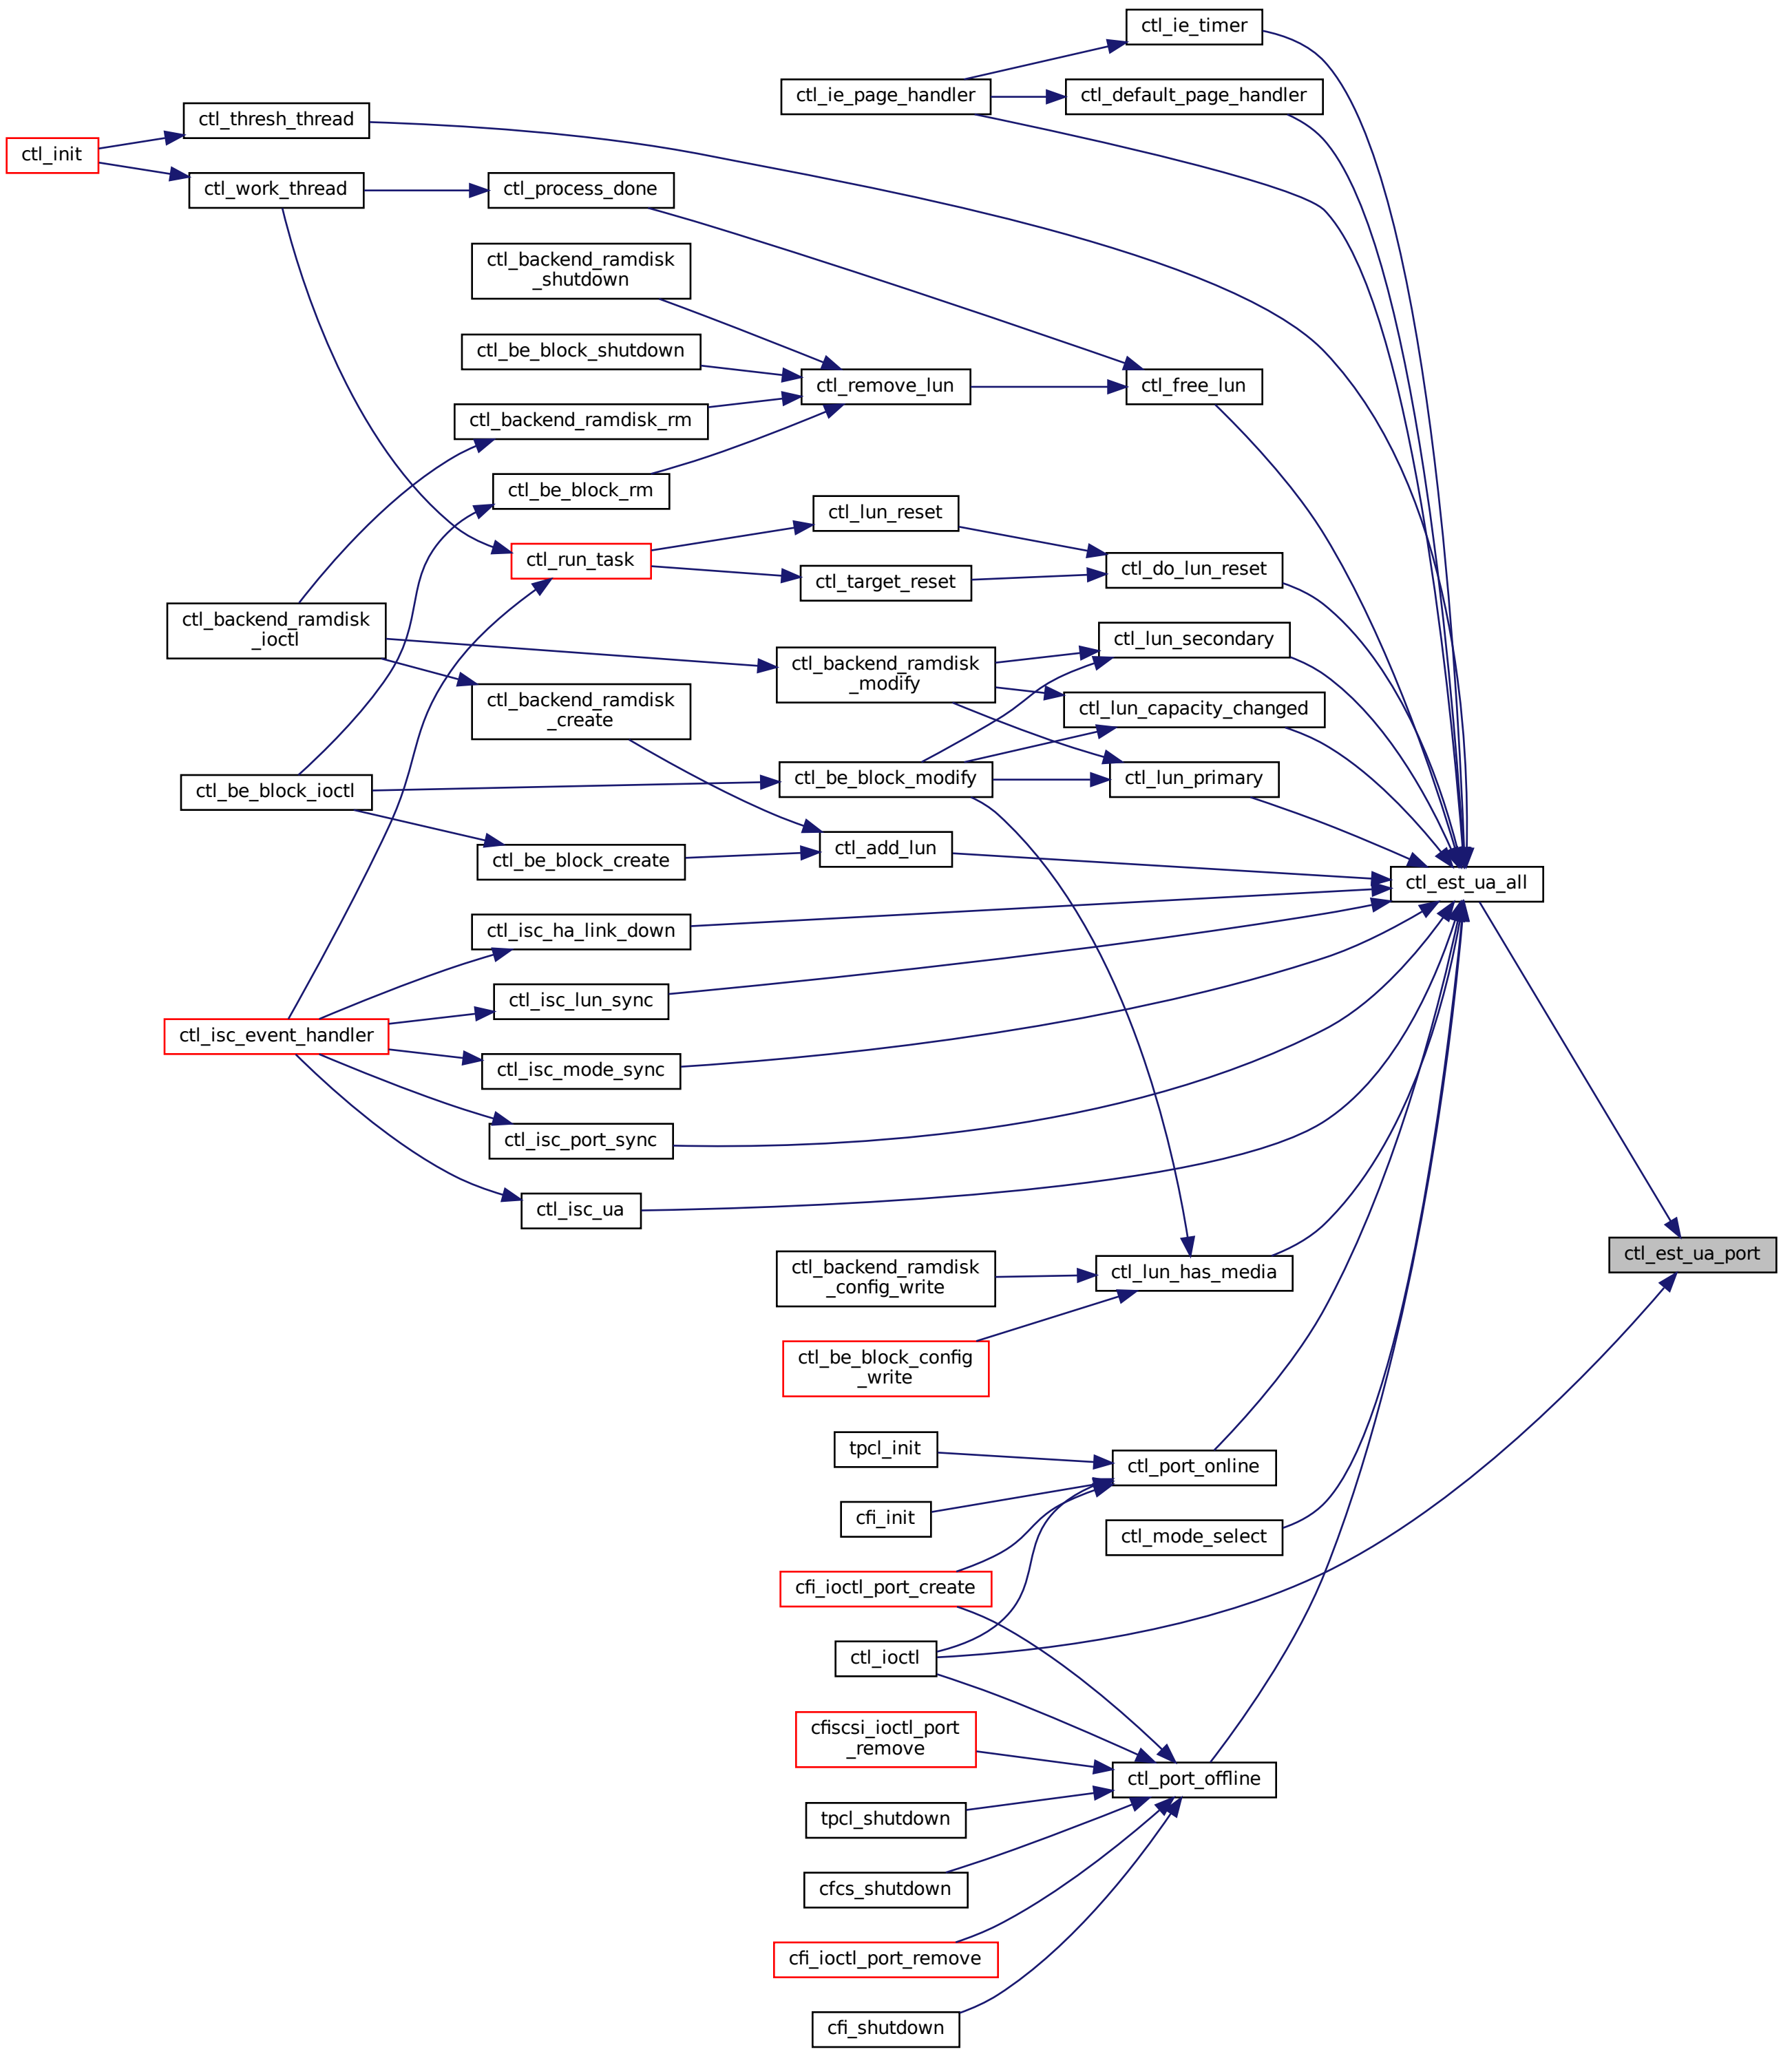 ctl_ie_timer
ctl_ie_page_handler
ctl_default_page_handler
ctl_thresh_thread
ctl_init
ctl_work_thread
ctl_process_done
ctl_backend_ramdisk
_shutdown
ctl_be_block_shutdown
ctl_remove_lun
ctl_free_lun
ctl_backend_ramdisk_rm
ctl_be_block_rm
ctl_lun_reset
ctl_run_task
ctl_target_reset
ctl_do_lun_reset
ctl_backend_ramdisk
_ioctl
ctl_lun_secondary
ctl_backend_ramdisk
_modify
ctl_backend_ramdisk
_create
ctl_lun_capacity_changed
ctl_be_block_ioctl
ctl_be_block_modify
ctl_lun_primary
ctl_be_block_create
ctl_add_lun
ctl_est_ua_all
ctl_isc_ha_link_down
ctl_isc_lun_sync
ctl_isc_event_handler
ctl_isc_mode_sync
ctl_isc_port_sync
ctl_isc_ua
ctl_est_ua_port
ctl_backend_ramdisk
_config_write
ctl_lun_has_media
ctl_be_block_config
_write
tpcl_init
ctl_port_online
cfi_init
ctl_mode_select
cfi_ioctl_port_create
ctl_ioctl
cfiscsi_ioctl_port
_remove
ctl_port_offline
tpcl_shutdown
cfcs_shutdown
cfi_ioctl_port_remove
cfi_shutdown